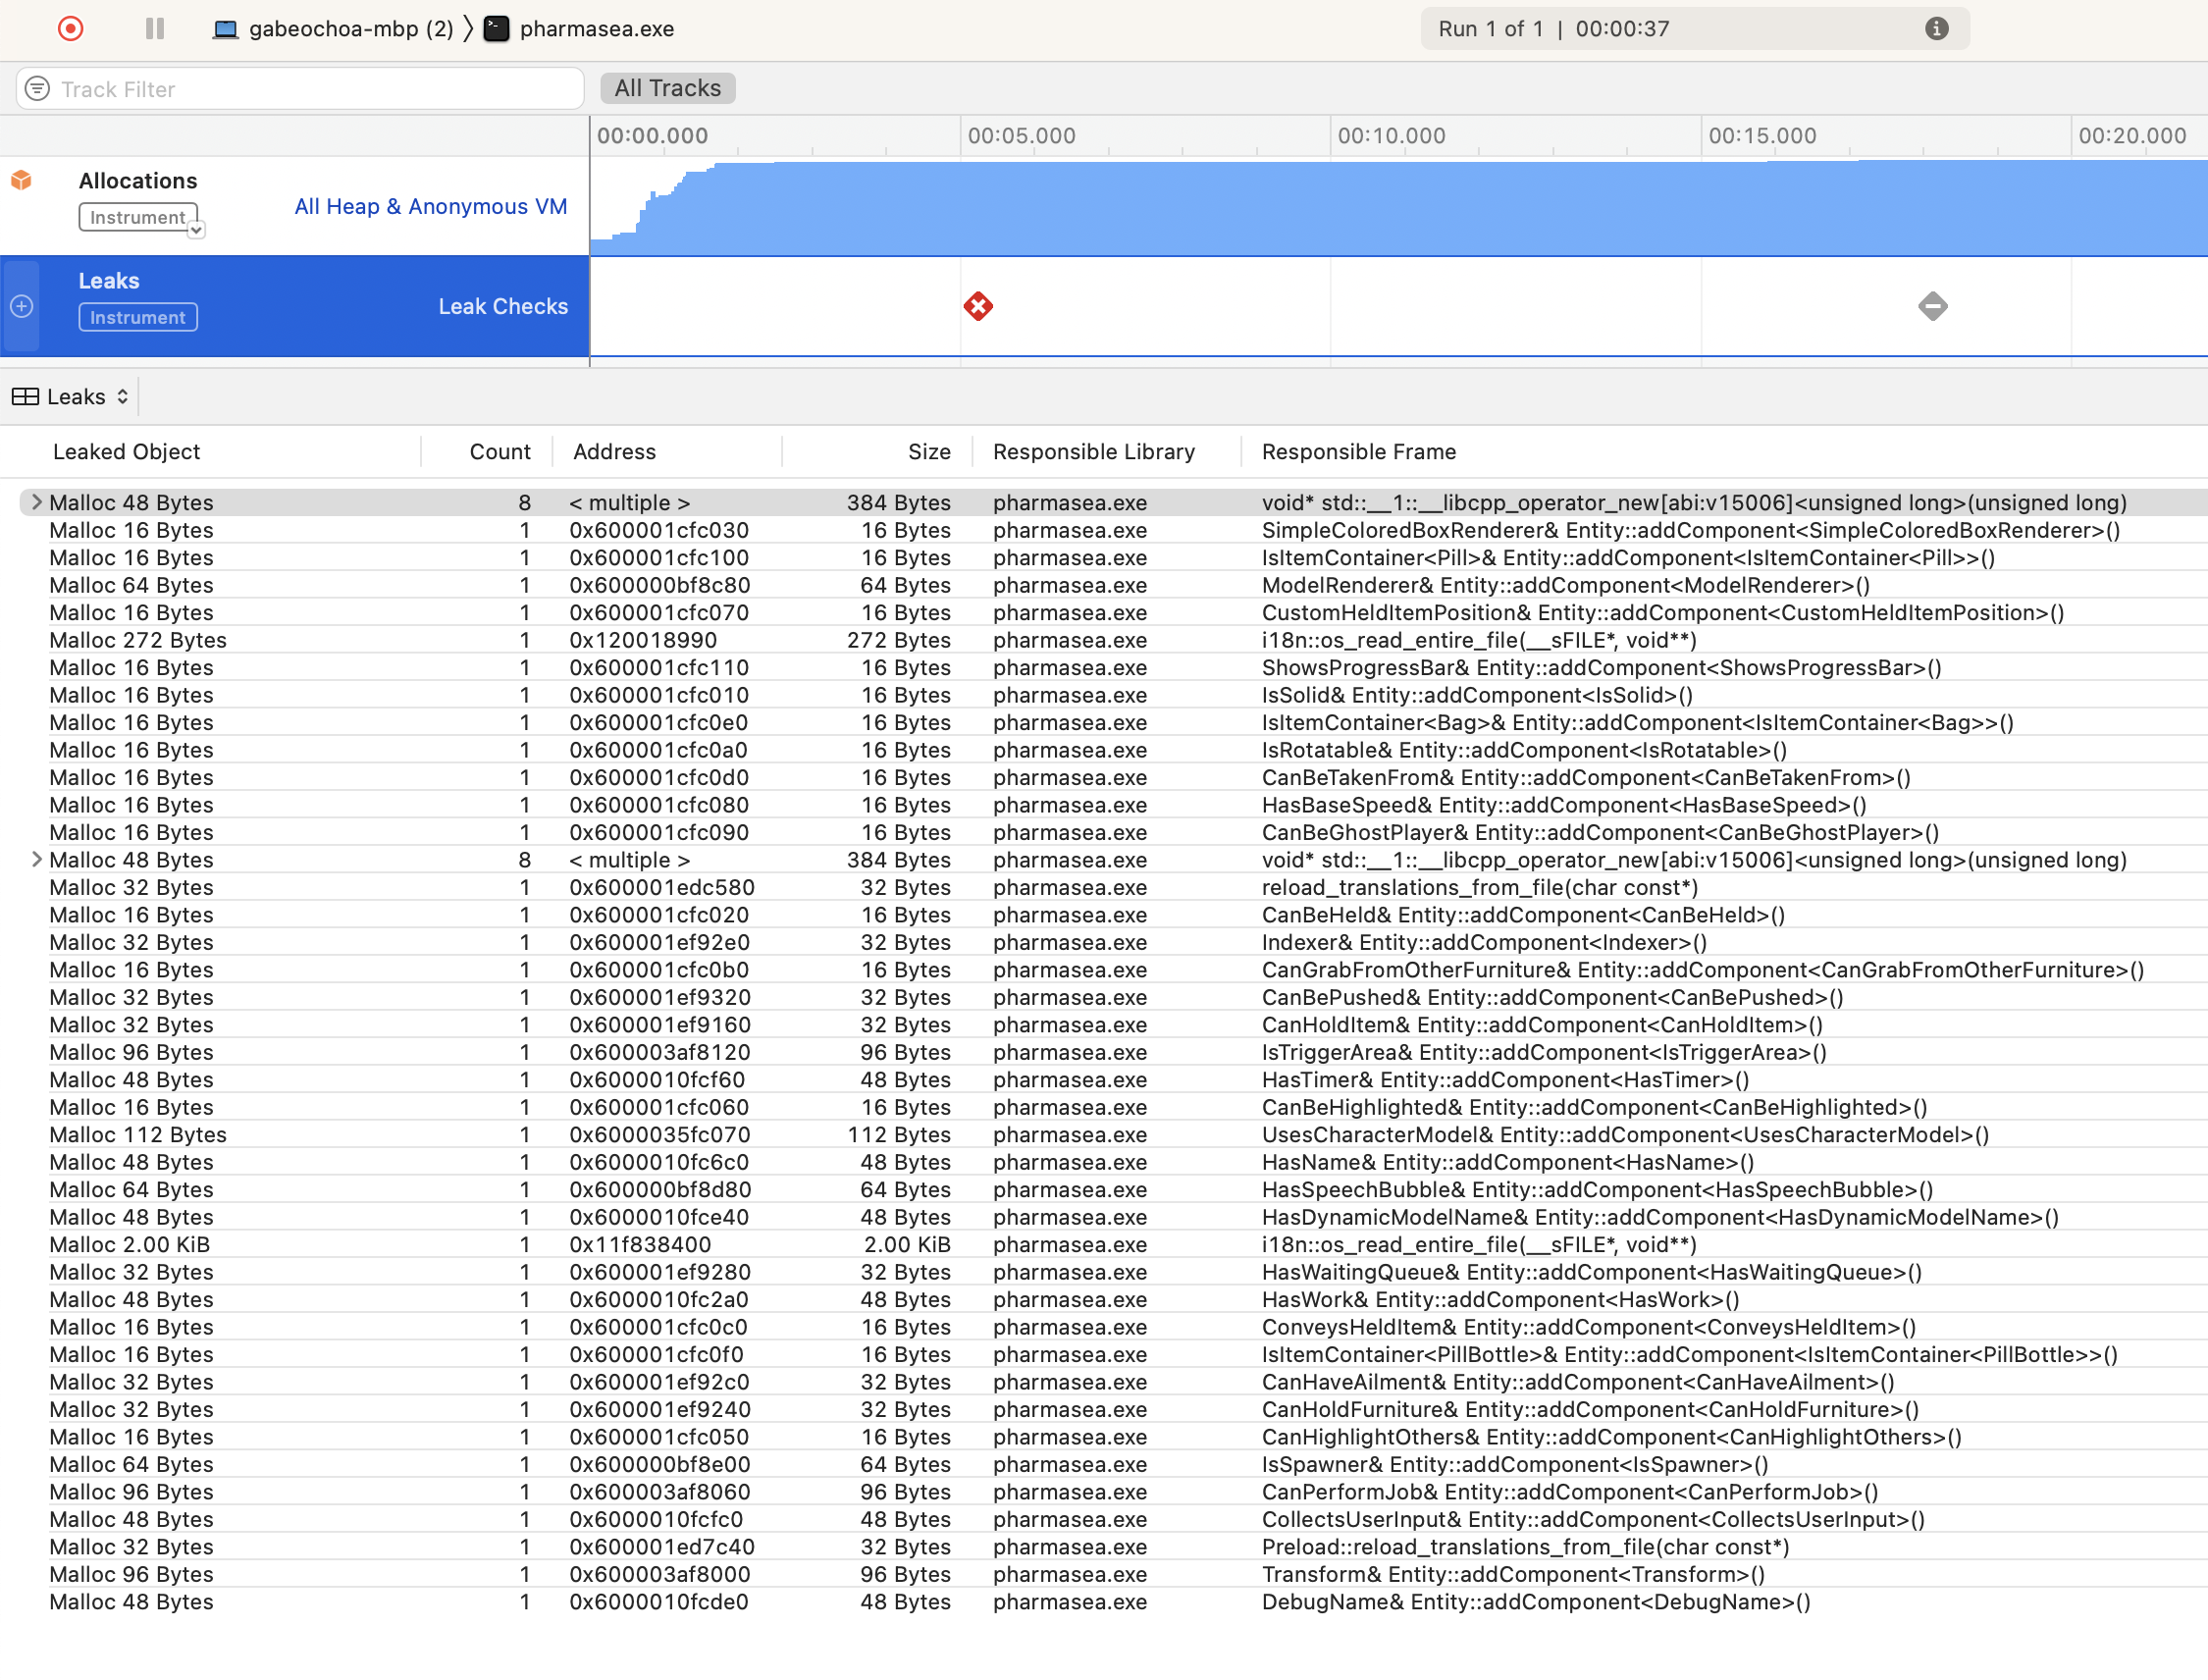 gabeochoa-mbp (2) 〉 pharmasea.exe
Run 1 of 1 | 00:00:37
Track Filter
All Tracks
00:00.000 00:05.000 00:10.000 00:15.000 00:20.000
Allocations
Instrument
All Heap & Anonymous VM
Leaks
Instrument
Leak Checks
Leaks
Leaked Object Count Address Size Responsible Library Responsible Frame
Malloc 48 Bytes 8 < multiple > 384 Bytes pharmasea.exe void* std::__1::__libcpp_operator_new[abi:v15006]<unsigned long>(unsigned long)
Malloc 16 Bytes 1 0x600001cfc030 16 Bytes pharmasea.exe SimpleColoredBoxRenderer& Entity::addComponent<SimpleColoredBoxRenderer>()
Malloc 16 Bytes 1 0x600001cfc100 16 Bytes pharmasea.exe IsItemContainer<Pill>& Entity::addComponent<IsItemContainer<Pill>>()
Malloc 64 Bytes 1 0x600000bf8c80 64 Bytes pharmasea.exe ModelRenderer& Entity::addComponent<ModelRenderer>()
Malloc 16 Bytes 1 0x600001cfc070 16 Bytes pharmasea.exe CustomHeldItemPosition& Entity::addComponent<CustomHeldItemPosition>()
Malloc 272 Bytes 1 0x120018990 272 Bytes pharmasea.exe i18n::os_read_entire_file(__sFILE*, void**)
Malloc 16 Bytes 1 0x600001cfc110 16 Bytes pharmasea.exe ShowsProgressBar& Entity::addComponent<ShowsProgressBar>()
Malloc 16 Bytes 1 0x600001cfc010 16 Bytes pharmasea.exe IsSolid& Entity::addComponent<IsSolid>()
Malloc 16 Bytes 1 0x600001cfc0e0 16 Bytes pharmasea.exe IsItemContainer<Bag>& Entity::addComponent<IsItemContainer<Bag>>()
Malloc 16 Bytes 1 0x600001cfc0a0 16 Bytes pharmasea.exe IsRotatable& Entity::addComponent<IsRotatable>()
Malloc 16 Bytes 1 0x600001cfc0d0 16 Bytes pharmasea.exe CanBeTakenFrom& Entity::addComponent<CanBeTakenFrom>()
Malloc 16 Bytes 1 0x600001cfc080 16 Bytes pharmasea.exe HasBaseSpeed& Entity::addComponent<HasBaseSpeed>()
Malloc 16 Bytes 1 0x600001cfc090 16 Bytes pharmasea.exe CanBeGhostPlayer& Entity::addComponent<CanBeGhostPlayer>()
Malloc 48 Bytes 8 < multiple > 384 Bytes pharmasea.exe void* std::__1::__libcpp_operator_new[abi:v15006]<unsigned long>(unsigned long)
Malloc 32 Bytes 1 0x600001edc580 32 Bytes pharmasea.exe reload_translations_from_file(char const*)
Malloc 16 Bytes 1 0x600001cfc020 16 Bytes pharmasea.exe CanBeHeld& Entity::addComponent<CanBeHeld>()
Malloc 32 Bytes 1 0x600001ef92e0 32 Bytes pharmasea.exe Indexer& Entity::addComponent<Indexer>()
Malloc 16 Bytes 1 0x600001cfc0b0 16 Bytes pharmasea.exe CanGrabFromOtherFurniture& Entity::addComponent<CanGrabFromOtherFurniture>()
Malloc 32 Bytes 1 0x600001ef9320 32 Bytes pharmasea.exe CanBePushed& Entity::addComponent<CanBePushed>()
Malloc 32 Bytes 1 0x600001ef9160 32 Bytes pharmasea.exe CanHoldItem& Entity::addComponent<CanHoldItem>()
Malloc 96 Bytes 1 0x600003af8120 96 Bytes pharmasea.exe IsTriggerArea& Entity::addComponent<IsTriggerArea>()
Malloc 48 Bytes 1 0x6000010fcf60 48 Bytes pharmasea.exe HasTimer& Entity::addComponent<HasTimer>()
Malloc 16 Bytes 1 0x600001cfc060 16 Bytes pharmasea.exe CanBeHighlighted& Entity::addComponent<CanBeHighlighted>()
Malloc 112 Bytes 1 0x6000035fc070 112 Bytes pharmasea.exe UsesCharacterModel& Entity::addComponent<UsesCharacterModel>()
Malloc 48 Bytes 1 0x6000010fc6c0 48 Bytes pharmasea.exe HasName& Entity::addComponent<HasName>()
Malloc 64 Bytes 1 0x600000bf8d80 64 Bytes pharmasea.exe HasSpeechBubble& Entity::addComponent<HasSpeechBubble>()
Malloc 48 Bytes 1 0x6000010fce40 48 Bytes pharmasea.exe HasDynamicModelName& Entity::addComponent<HasDynamicModelName>()
Malloc 2.00 KiB 1 0x11f838400 2.00 KiB pharmasea.exe i18n::os_read_entire_file(__sFILE*, void**)
Malloc 32 Bytes 1 0x600001ef9280 32 Bytes pharmasea.exe HasWaitingQueue& Entity::addComponent<HasWaitingQueue>()
Malloc 48 Bytes 1 0x6000010fc2a0 48 Bytes pharmasea.exe HasWork& Entity::addComponent<HasWork>()
Malloc 16 Bytes 1 0x600001cfc0c0 16 Bytes pharmasea.exe ConveysHeldItem& Entity::addComponent<ConveysHeldItem>()
Malloc 16 Bytes 1 0x600001cfc0f0 16 Bytes pharmasea.exe IsItemContainer<PillBottle>& Entity::addComponent<IsItemContainer<PillBottle>>()
Malloc 32 Bytes 1 0x600001ef92c0 32 Bytes pharmasea.exe CanHaveAilment& Entity::addComponent<CanHaveAilment>()
Malloc 32 Bytes 1 0x600001ef9240 32 Bytes pharmasea.exe CanHoldFurniture& Entity::addComponent<CanHoldFurniture>()
Malloc 16 Bytes 1 0x600001cfc050 16 Bytes pharmasea.exe CanHighlightOthers& Entity::addComponent<CanHighlightOthers>()
Malloc 64 Bytes 1 0x600000bf8e00 64 Bytes pharmasea.exe IsSpawner& Entity::addComponent<IsSpawner>()
Malloc 96 Bytes 1 0x600003af8060 96 Bytes pharmasea.exe CanPerformJob& Entity::addComponent<CanPerformJob>()
Malloc 48 Bytes 1 0x6000010fcfc0 48 Bytes pharmasea.exe CollectsUserInput& Entity::addComponent<CollectsUserInput>()
Malloc 32 Bytes 1 0x600001ed7c40 32 Bytes pharmasea.exe Preload::reload_translations_from_file(char const*)
Malloc 96 Bytes 1 0x600003af8000 96 Bytes pharmasea.exe Transform& Entity::addComponent<Transform>()
Malloc 48 Bytes 1 0x6000010fcde0 48 Bytes pharmasea.exe DebugName& Entity::addComponent<DebugName>()